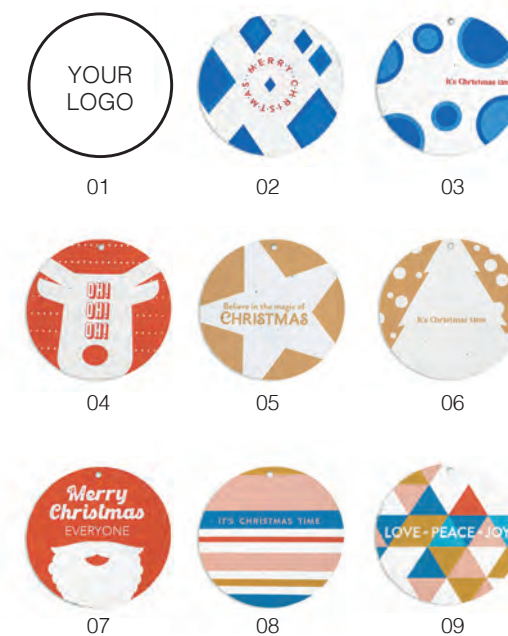 YOUR
LOGO
01
MERRY CHRISTMAS
02
It's Christmas time
03
OH!
OH!
OH!
04
Believe in the magic of
CHRISTMAS
05
It's Christmas time
06
Merry
Christmas
EVERYONE
07
IT'S CHRISTMAS TIME
08
LOVE - PEACE - JOY
09